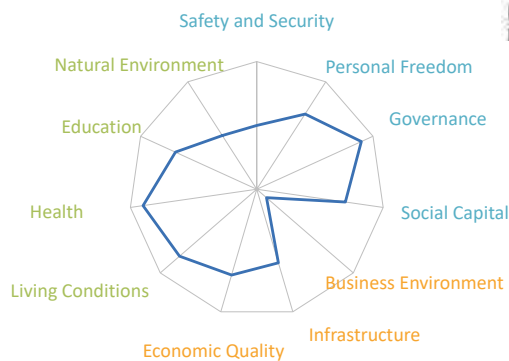 Safety and Security
Natural Environment
Personal Freedom
Education
Governance
Health
Social Capital
Living Conditions
Business Environment
Infrastructure
Economic Quality